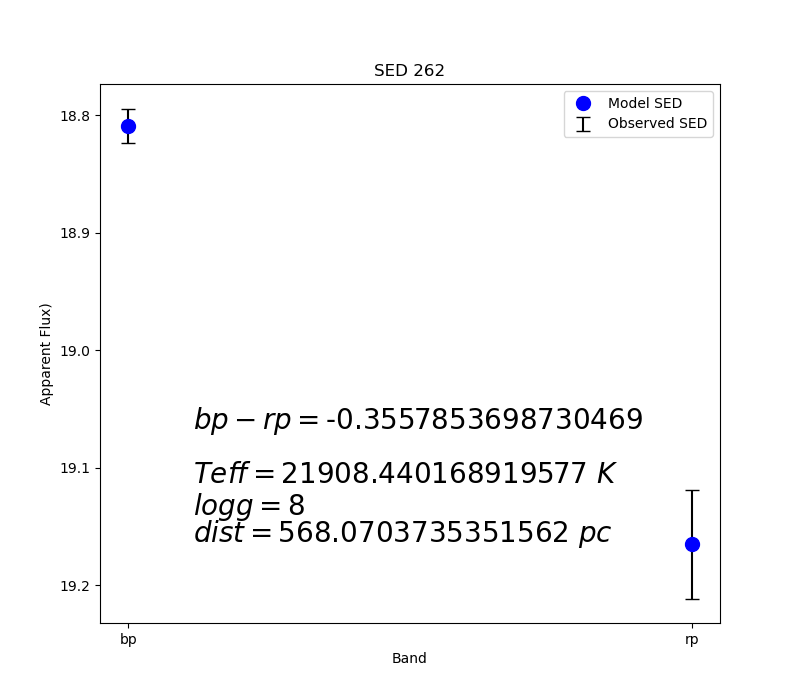 SED 262
Model SED
Observed SED
18.8
18.9
19.0
19.1
19.2
Apparent Flux)
bp − rp = -0.3557853698730469
Teff = 21908.440168919577 K
logg = 8
dist = 568.0703735351562 pc
bp rp
Band